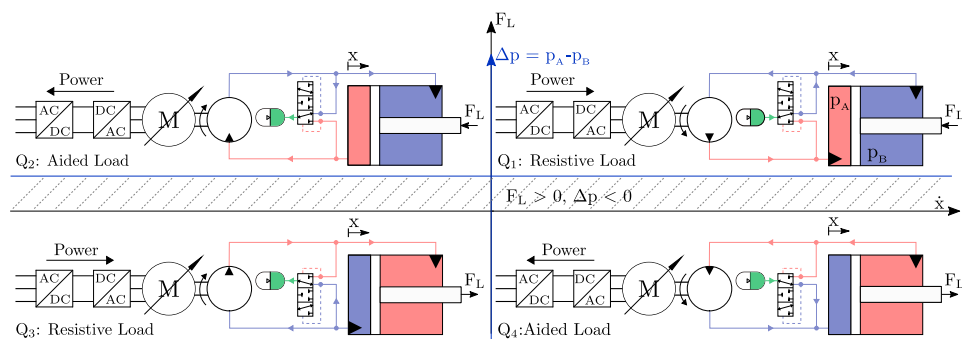 F_L
Δp = p_A-p_B
x
Power
AC
DC
DC
AC
M
F_L
Q_2: Aided Load
x
Power
AC
DC
DC
AC
M
p_A
p_B
F_L
Q_1: Resistive Load
F_L > 0, Δp < 0
ẋ
x
Power
AC
DC
DC
AC
M
F_L
Q_3: Resistive Load
x
Power
AC
DC
DC
AC
M
F_L
Q_4:Aided Load